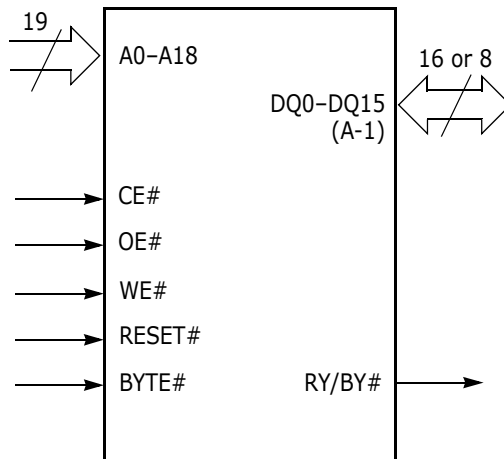 19
A0–A18
16 or 8
DQ0–DQ15
(A-1)
CE#
OE#
WE#
RESET#
BYTE#
RY/BY#